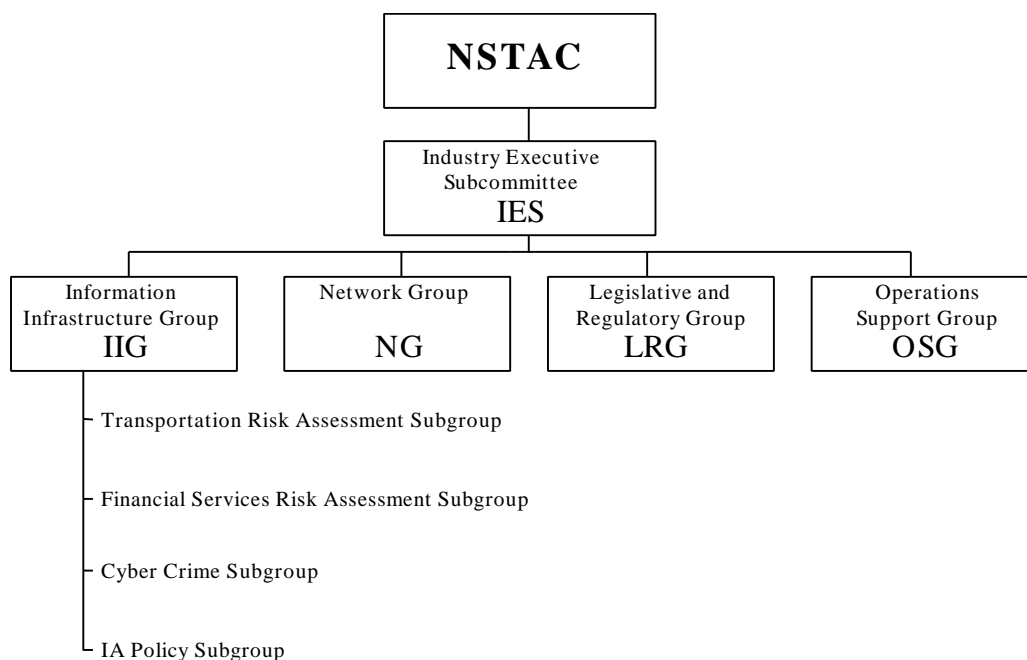 NSTAC
Industry Executive
Subcommittee
IES
Information
Infrastructure Group
IIG
Network Group
NG
Legislative and
Regulatory Group
LRG
Operations
Support Group
OSG
Transportation Risk Assessment Subgroup
Financial Services Risk Assessment Subgroup
Cyber Crime Subgroup
IA Policy Subgroup